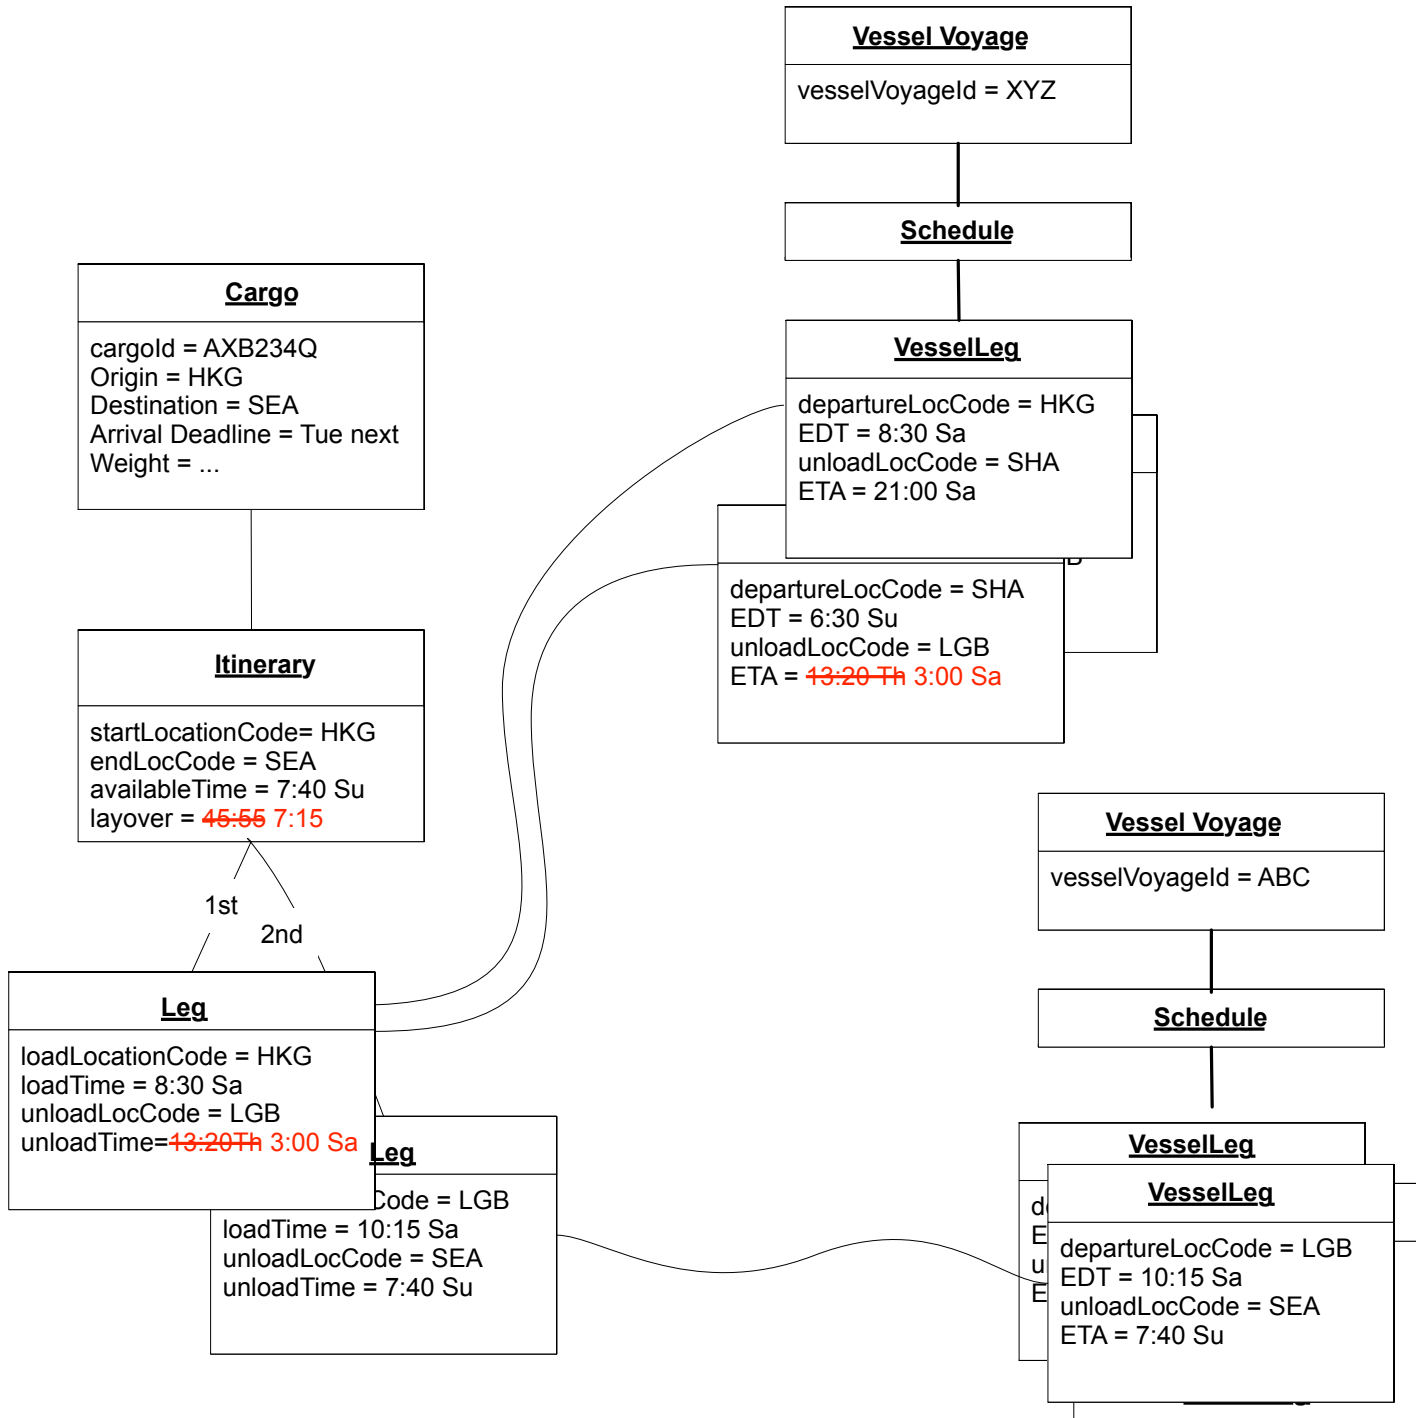 Vessel Voyage
vesselVoyageId = XYZ
Schedule
VesselLeg
departureLocCode = HKG
EDT = 8:30 Sa
unloadLocCode = SHA
ETA = 21:00 Sa
departureLocCode = SHA
EDT = 6:30 Su
unloadLocCode = LGB
ETA = 13:20 Th 3:00 Sa
Cargo
cargoId = AXB234Q
Origin = HKG
Destination = SEA
Arrival Deadline = Tue next
Weight = ...
Itinerary
startLocationCode= HKG
endLocCode = SEA
availableTime = 7:40 Su
layover = 45:55 7:15
1st
2nd
Leg
loadLocationCode = HKG
loadTime = 8:30 Sa
unloadLocCode = LGB
unloadTime=13:20Th 3:00 Sa
Leg
Code = LGB
loadTime = 10:15 Sa
unloadLocCode = SEA
unloadTime = 7:40 Su
Vessel Voyage
vesselVoyageId = ABC
Schedule
VesselLeg
VesselLeg
departureLocCode = LGB
EDT = 10:15 Sa
unloadLocCode = SEA
ETA = 7:40 Su